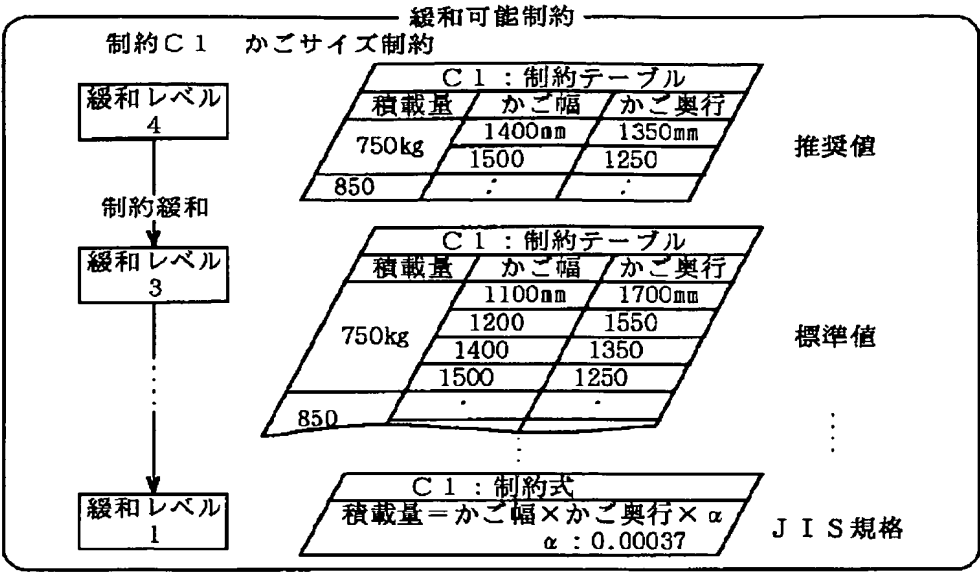 緩和可能制約
制約C1 かごサイズ制約
緩和レベル
4
C1:制約テーブル
積載量 かご幅 かご奥行
750kg 1400mm 1350mm
1500 1250
850 : :
推奨値
制約緩和
緩和レベル
3
C1:制約テーブル
積載量 かご幅 かご奥行
750kg 1100mm 1700mm
1200 1550
1400 1350
1500 1250
850 : :
標準値
緩和レベル
1
C1:制約式
積載量=かご幅×かご奥行×α
α:0.00037
JIS規格